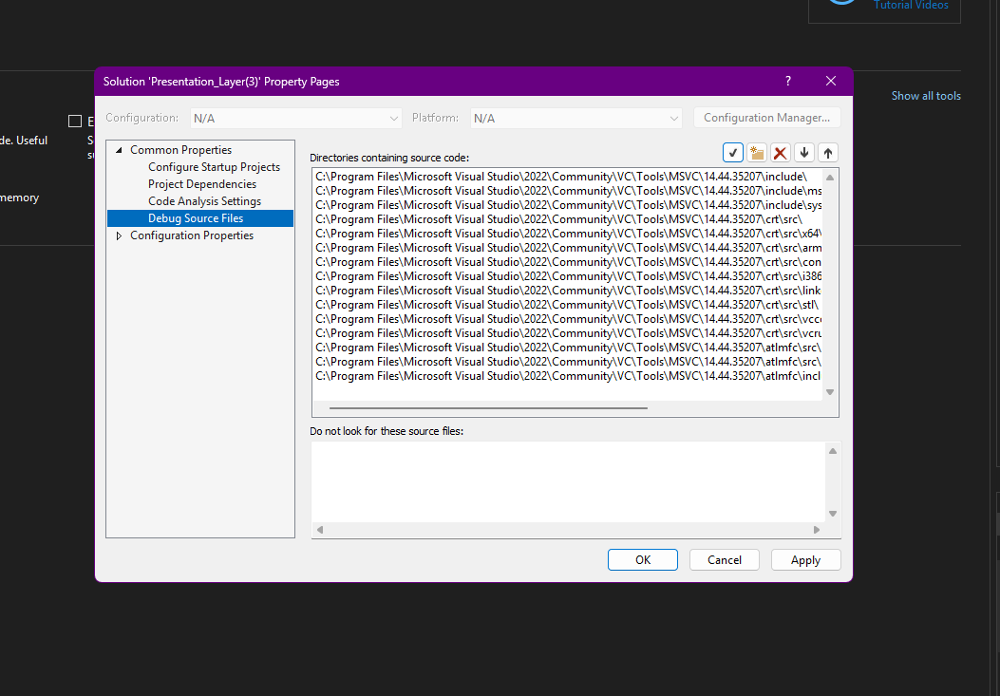 Tutorial Videos
Show all tools
de. Useful
memory
Solution 'Presentation_Layer(3)' Property Pages
?
Configuration:
N/A
Platform:
N/A
Configuration Manager...
Common Properties
Configure Startup Projects
Project Dependencies
Code Analysis Settings
Debug Source Files
Configuration Properties
Directories containing source code:
C:\Program Files\Microsoft Visual Studio\2022\Community\VC\Tools\MSVC\14.44.35207\include\
C:\Program Files\Microsoft Visual Studio\2022\Community\VC\Tools\MSVC\14.44.35207\include\ms
C:\Program Files\Microsoft Visual Studio\2022\Community\VC\Tools\MSVC\14.44.35207\include\sys
C:\Program Files\Microsoft Visual Studio\2022\Community\VC\Tools\MSVC\14.44.35207\crt\src\
C:\Program Files\Microsoft Visual Studio\2022\Community\VC\Tools\MSVC\14.44.35207\crt\src\x64\
C:\Program Files\Microsoft Visual Studio\2022\Community\VC\Tools\MSVC\14.44.35207\crt\src\arm
C:\Program Files\Microsoft Visual Studio\2022\Community\VC\Tools\MSVC\14.44.35207\crt\src\con
C:\Program Files\Microsoft Visual Studio\2022\Community\VC\Tools\MSVC\14.44.35207\crt\src\i386
C:\Program Files\Microsoft Visual Studio\2022\Community\VC\Tools\MSVC\14.44.35207\crt\src\link
C:\Program Files\Microsoft Visual Studio\2022\Community\VC\Tools\MSVC\14.44.35207\crt\src\stl\
C:\Program Files\Microsoft Visual Studio\2022\Community\VC\Tools\MSVC\14.44.35207\crt\src\vcc
C:\Program Files\Microsoft Visual Studio\2022\Community\VC\Tools\MSVC\14.44.35207\crt\src\vcru
C:\Program Files\Microsoft Visual Studio\2022\Community\VC\Tools\MSVC\14.44.35207\atlmfc\src\
C:\Program Files\Microsoft Visual Studio\2022\Community\VC\Tools\MSVC\14.44.35207\atlmfc\src\
C:\Program Files\Microsoft Visual Studio\2022\Community\VC\Tools\MSVC\14.44.35207\atlmfc\incl
Do not look for these source files:
OK
Cancel
Apply